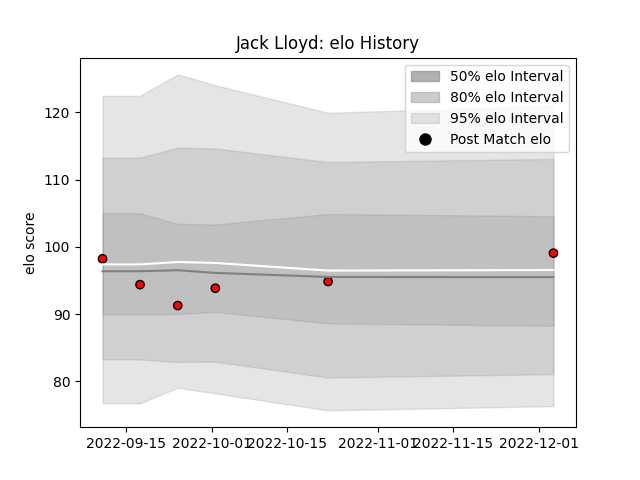 Jack Lloyd: elo History
50% elo Interval
80% elo Interval
95% elo Interval
Post Match elo
elo score
120
110
100
90
80
2022-09-15 2022-10-01 2022-10-15 2022-11-01 2022-11-15 2022-12-01